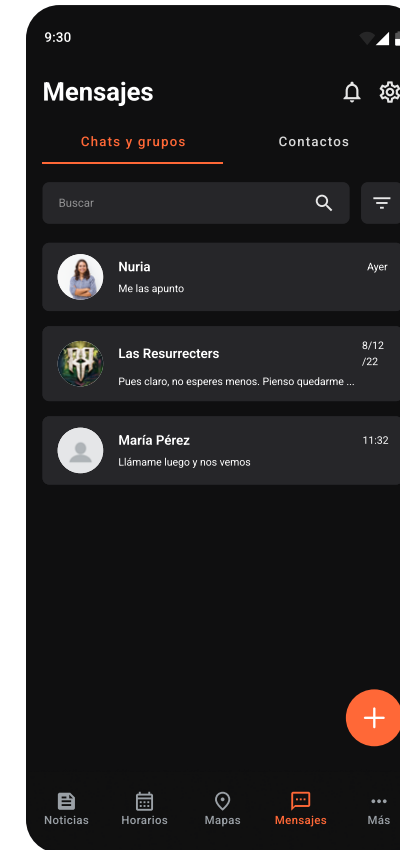 9:30
Mensajes
Chats y grupos Contactos
Buscar
Nuria Ayer
Me las apunto
8/12
Las Resurrecters
/22
Pues claro, no esperes menos. Pienso quedarme ...
María Pérez 11:32
Llámame luego y nos vemos
Noticias Horarios Mapas Mensajes Más